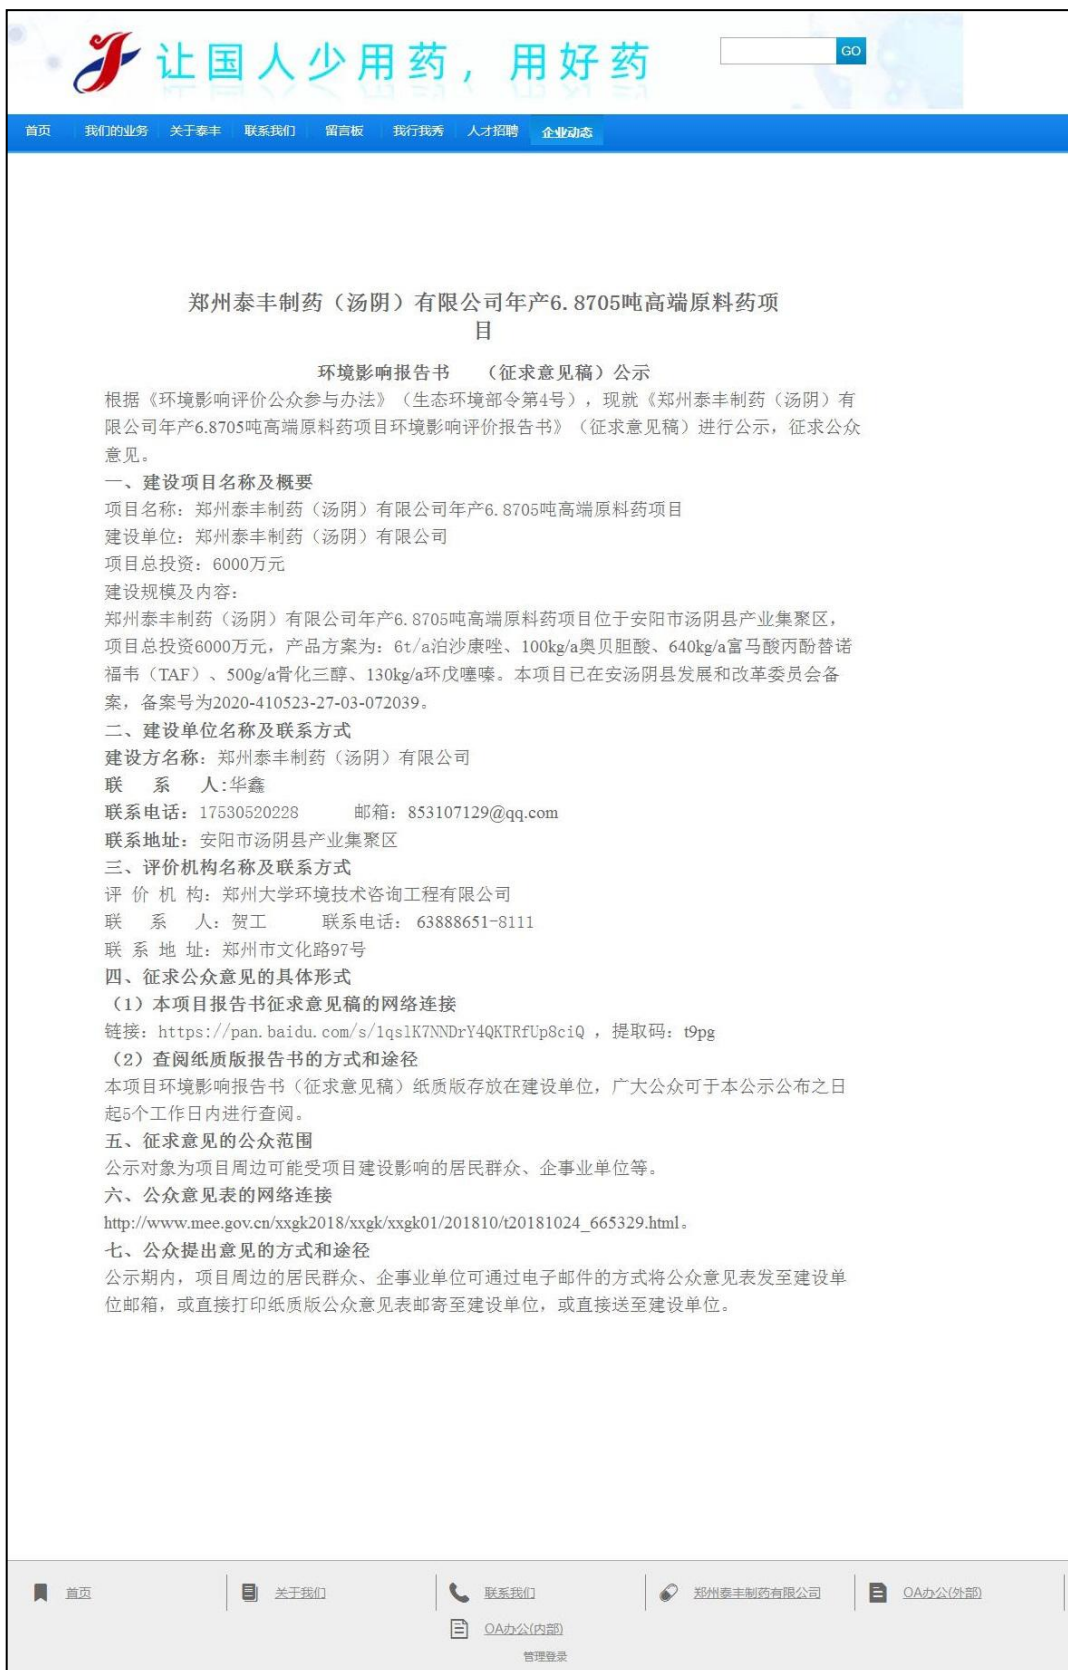 让国人少用药，用好药
GO
首页 我们的业务 关于泰丰 联系我们 留言板 我行我秀 人才招聘 企业动态
郑州泰丰制药（汤阴）有限公司年产6.8705吨高端原料药项
目
环境影响报告书 （征求意见稿）公示
根据《环境影响评价公众参与办法》（生态环境部令第4号），现就《郑州泰丰制药（汤阴）有
限公司年产6.8705吨高端原料药项目环境影响评价报告书》（征求意见稿）进行公示，征求公众
意见。
一、建设项目名称及概要
项目名称：郑州泰丰制药（汤阴）有限公司年产6.8705吨高端原料药项目
建设单位：郑州泰丰制药（汤阴）有限公司
项目总投资：6000万元
建设规模及内容：
郑州泰丰制药（汤阴）有限公司年产6.8705吨高端原料药项目位于安阳市汤阴县产业集聚区，
项目总投资6000万元，产品方案为：6t/a泊沙康唑、100kg/a奥贝胆酸、640kg/a富马酸丙酚替诺
福韦（TAF）、500g/a骨化三醇、130kg/a环戊噻嗪。本项目已在安汤阴县发展和改革委员会备
案，备案号为2020-410523-27-03-072039。
二、建设单位名称及联系方式
建设方名称：郑州泰丰制药（汤阴）有限公司
联 系 人:华鑫
联系电话：17530520228 邮箱：853107129@qq.com
联系地址：安阳市汤阴县产业集聚区
三、评价机构名称及联系方式
评 价 机 构：郑州大学环境技术咨询工程有限公司
联 系 人：贺工 联系电话： 63888651-8111
联 系 地 址：郑州市文化路97号
四、征求公众意见的具体形式
（1）本项目报告书征求意见稿的网络连接
链接：https://pan.baidu.com/s/1qslK7NNDrY4QKTRfUp8ciQ ，提取码：t9pg
（2）查阅纸质版报告书的方式和途径
本项目环境影响报告书（征求意见稿）纸质版存放在建设单位，广大公众可于本公示公布之日
起5个工作日内进行查阅。
五、征求意见的公众范围
公示对象为项目周边可能受项目建设影响的居民群众、企事业单位等。
六、公众意见表的网络连接
http://www.mee.gov.cn/xxgk2018/xxgk/xxgk01/201810/t20181024_665329.html。
七、公众提出意见的方式和途径
公示期内，项目周边的居民群众、企事业单位可通过电子邮件的方式将公众意见表发至建设单
位邮箱，或直接打印纸质版公众意见表邮寄至建设单位，或直接送至建设单位。
首页 关于我们 联系我们 郑州泰丰制药有限公司 OA办公(外部)
OA办公(内部)
管理登录